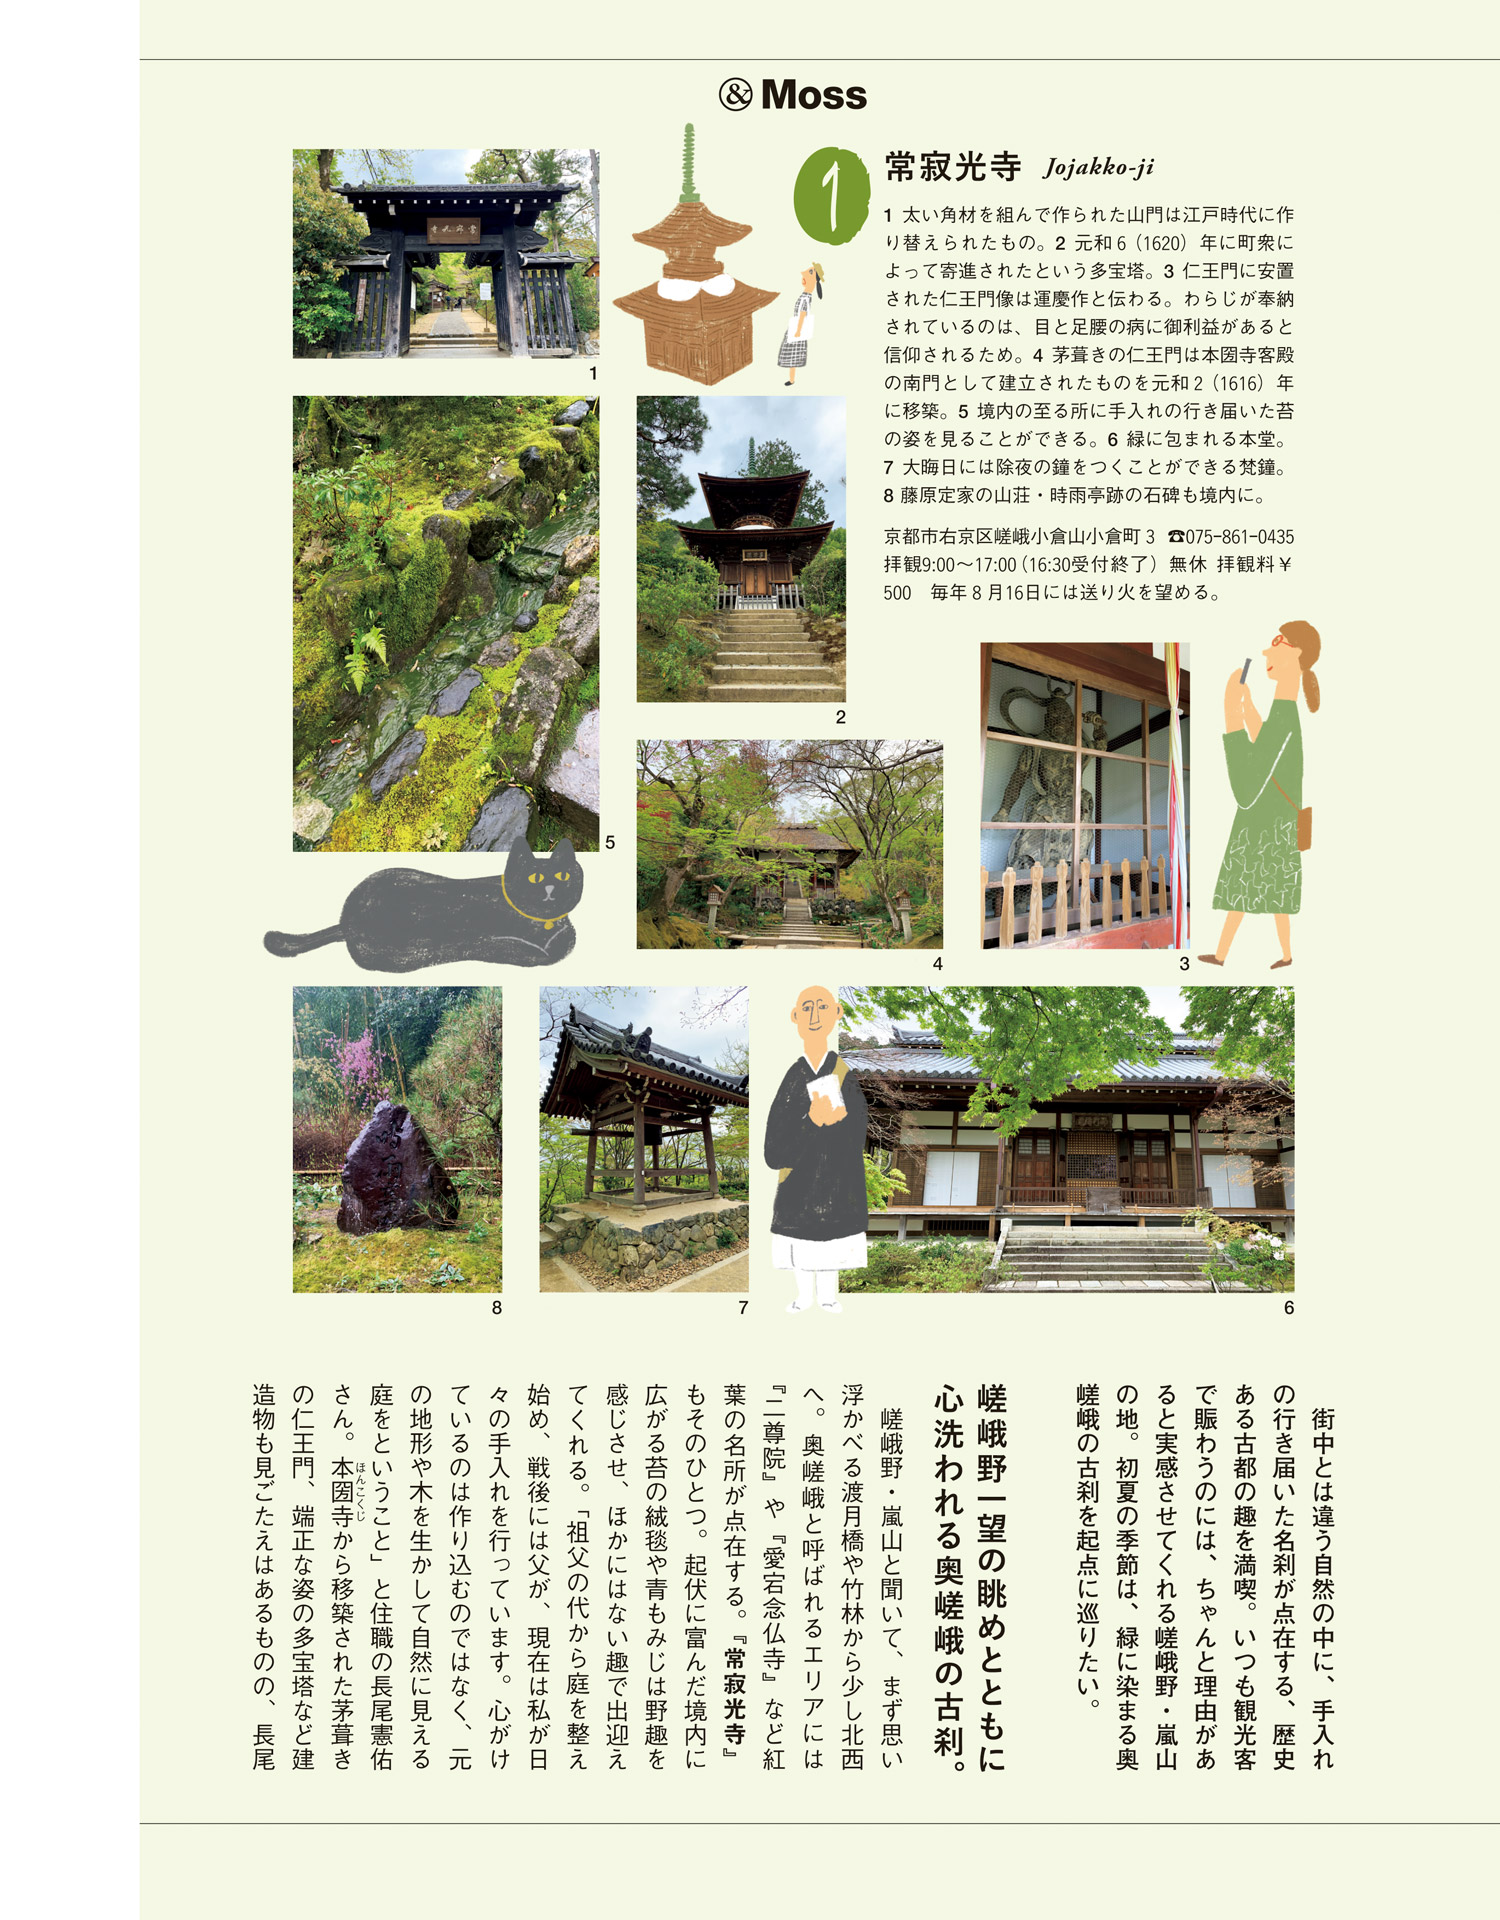 & Moss
1
常寂光寺 Jojakko-ji
1 太い角材を組んで作られた山門は江戸時代に作
り替えられたもの。2 元和6（1620）年に町衆に
よって寄進されたという多宝塔。3 仁王門に安置
された仁王門像は運慶作と伝わる。わらじが奉納
されているのは、目と足腰の病に御利益があると
信仰されるため。4 茅葺きの仁王門は本圀寺客殿
の南門として建立されたものを元和2（1616）年
に移築。5 境内の至る所に手入れの行き届いた苔
の姿を見ることができる。6 緑に包まれる本堂。
7 大晦日には除夜の鐘をつくことができる梵鐘。
8 藤原定家の山荘・時雨亭跡の石碑も境内に。
京都市右京区嵯峨小倉山小倉町3 ☎075-861-0435
拝観9:00〜17:00（16:30受付終了）無休 拝観料￥
500　毎年8月16日には送り火を望める。
1
2
3
4
5
6
7
8
街中とは違う自然の中に、手入れ
の行き届いた名刹が点在する、歴史
ある古都の趣を満喫。いつも観光客
で賑わうのには、ちゃんと理由があ
ると実感させてくれる嵯峨野・嵐山
の地。初夏の季節は、緑に染まる奥
嵯峨の古刹を起点に巡りたい。
嵯峨野一望の眺めとともに
心洗われる奥嵯峨の古刹。
嵯峨野・嵐山と聞いて、まず思い
浮かべる渡月橋や竹林から少し北西
へ。奥嵯峨と呼ばれるエリアには
『二尊院』や『愛宕念仏寺』など紅
葉の名所が点在する。『常寂光寺』
もそのひとつ。起伏に富んだ境内に
広がる苔の絨毯や青もみじは野趣を
感じさせ、ほかにはない趣で出迎え
てくれる。「祖父の代から庭を整え
始め、戦後には父が、現在は私が日
々の手入れを行っています。心がけ
ているのは作り込むのではなく、元
の地形や木を生かして自然に見える
庭をということ」と住職の長尾憲佑
さん。本圀寺から移築された茅葺き
ほんこくじ
の仁王門、端正な姿の多宝塔など建
造物も見ごたえはあるものの、長尾